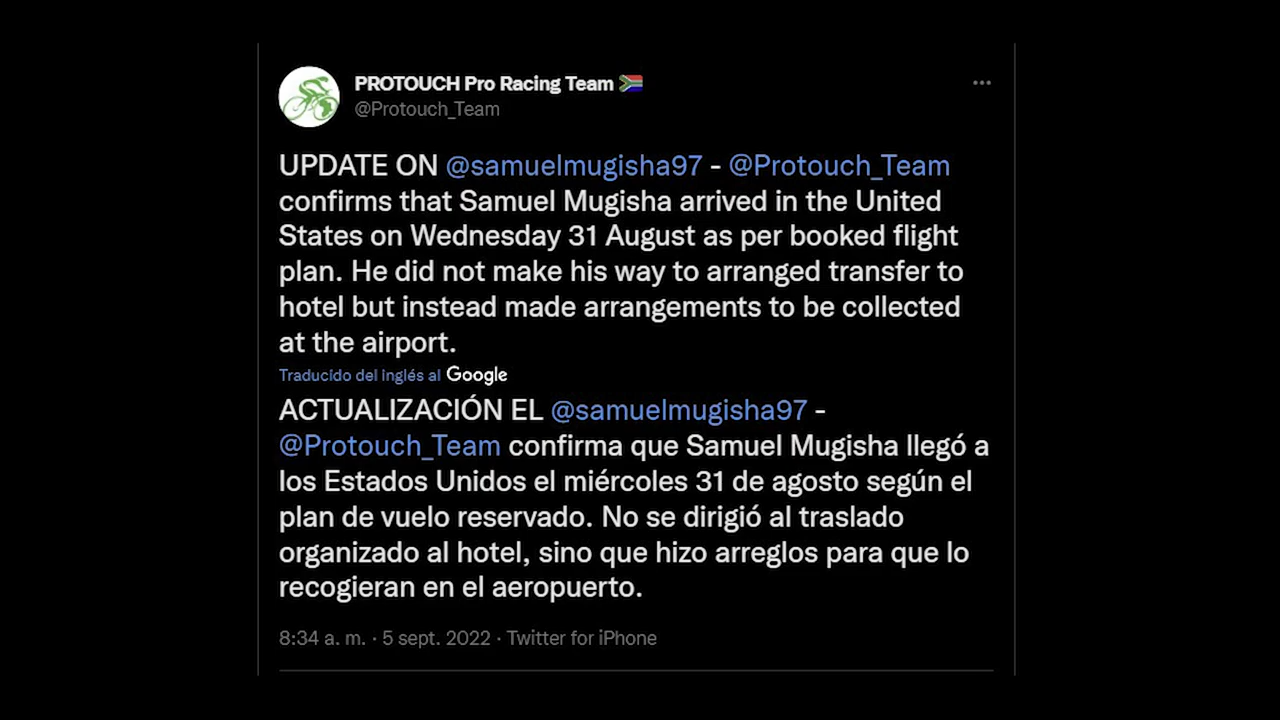 PROTOUCH Pro Racing Team 🇿🇦
@Protouch_Team
UPDATE ON @samuelmugisha97 - @Protouch_Team
confirms that Samuel Mugisha arrived in the United
States on Wednesday 31 August as per booked flight
plan. He did not make his way to arranged transfer to
hotel but instead made arrangements to be collected
at the airport.
Traducido del inglés al Google
ACTUALIZACIÓN EL @samuelmugisha97 -
@Protouch_Team confirma que Samuel Mugisha llegó a
los Estados Unidos el miércoles 31 de agosto según el
plan de vuelo reservado. No se dirigió al traslado
organizado al hotel, sino que hizo arreglos para que lo
recogieran en el aeropuerto.
8:34 a. m. · 5 sept. 2022 · Twitter for iPhone